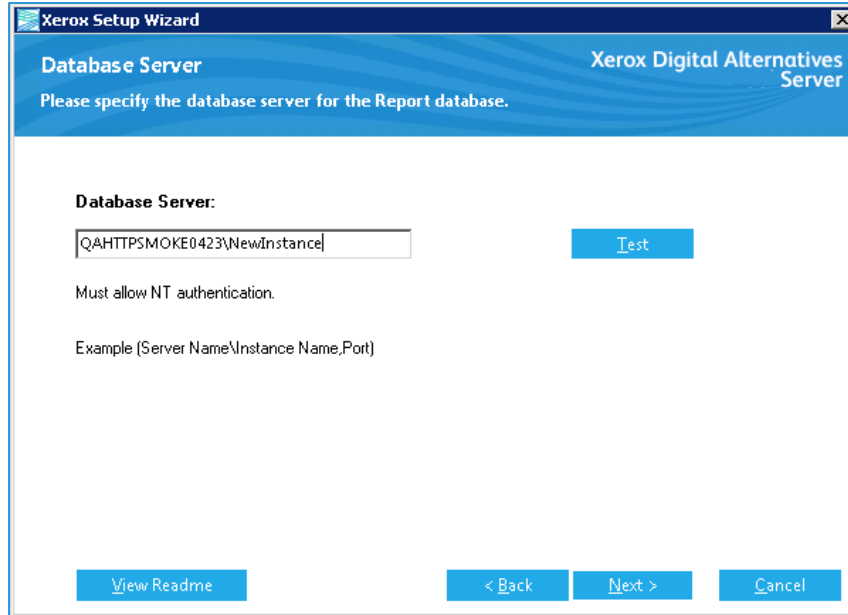 Xerox Setup Wizard
Database Server
Xerox Digital Alternatives
Server
Please specify the database server for the Report database.
Database Server:
QAHTTPSMOKE0423\NewInstance
Test
Must allow NT authentication.
Example (Server Name\Instance Name,Port)
View Readme
< Back
Next >
Cancel